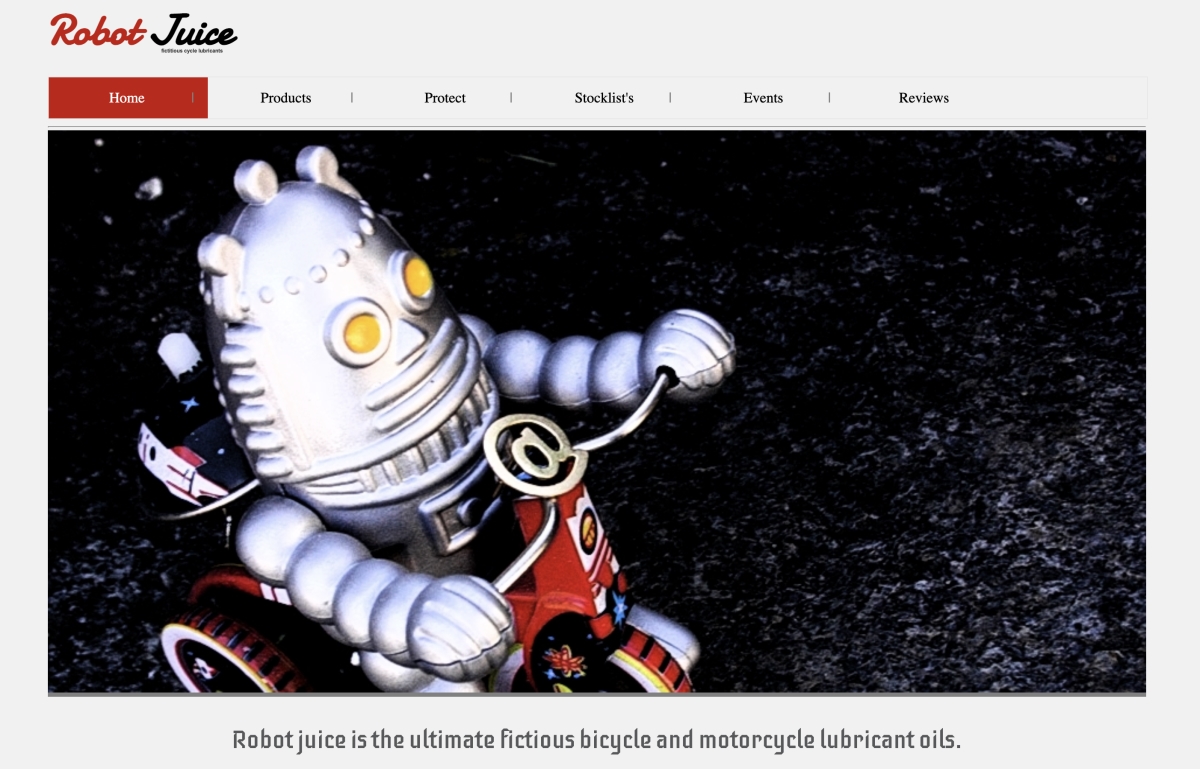 Robot Juice
fictitious cycle lubricants
Home | Products | Protect | Stocklist's | Events | Reviews
@
Robot juice is the ultimate fictious bicycle and motorcycle lubricant oils.